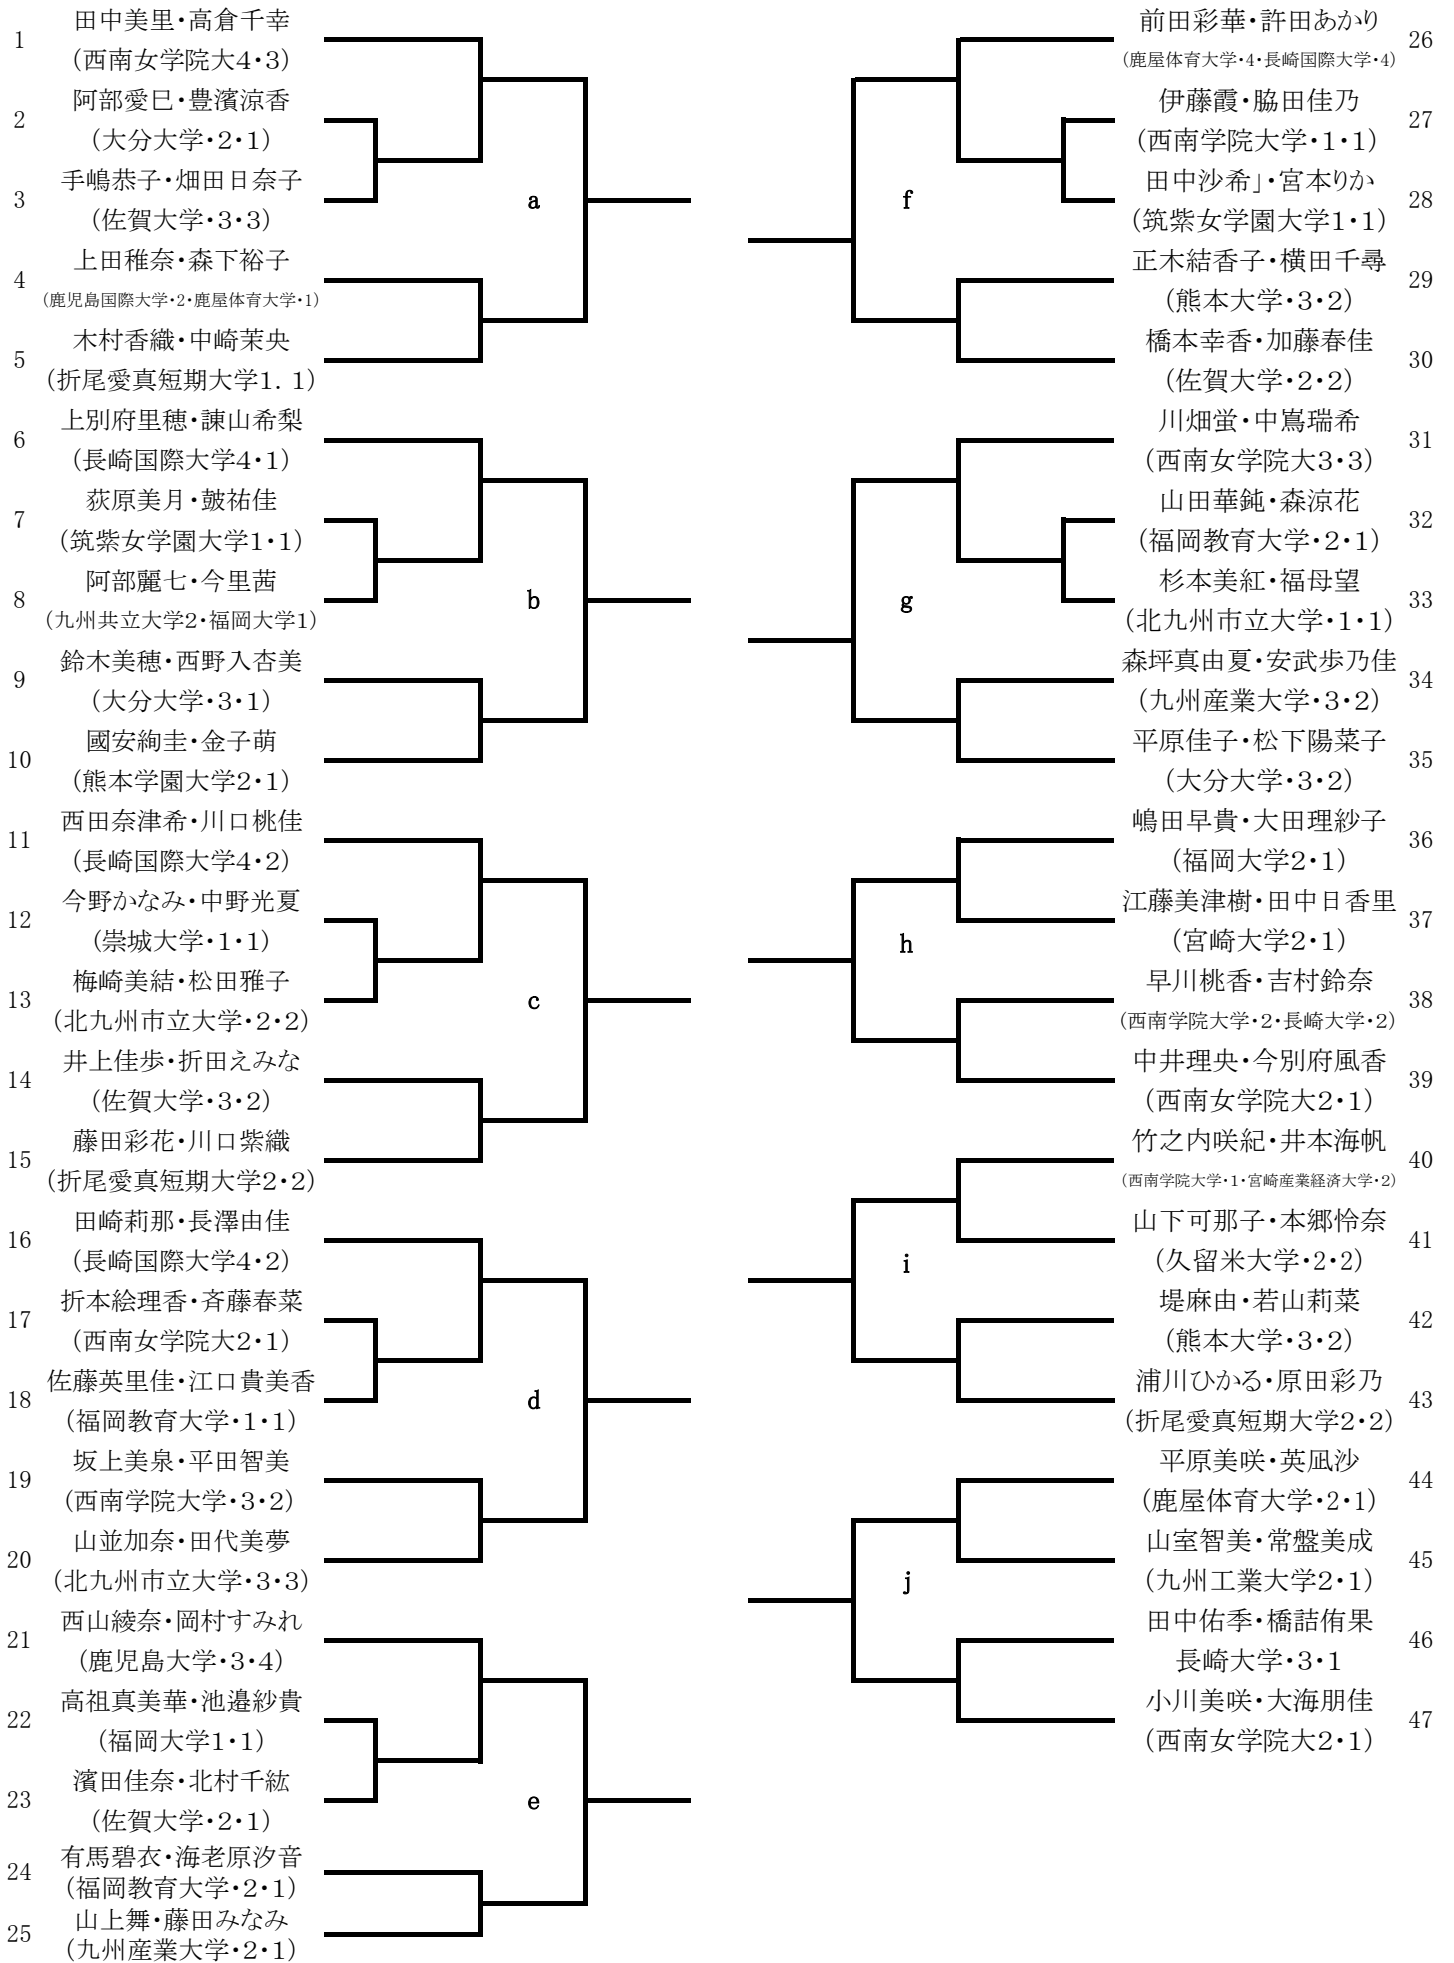 1
田中美里・高倉千幸
(西南女学院大4・3)
2
阿部愛巳・豊濱涼香
(大分大学・2・1)
3
手嶋恭子・畑田日奈子
(佐賀大学・3・3)
4
上田稚奈・森下裕子
(鹿児島国際大学・2・鹿屋体育大学・1)
5
木村香織・中崎茉央
(折尾愛真短期大学1．1)
a
6
上別府里穂・諌山希梨
(長崎国際大学4・1)
7
荻原美月・鼓祐佳
(筑紫女学園大学1・1)
8
阿部麗七・今里茜
(九州共立大学2・福岡大学1)
9
鈴木美穂・西野入杏美
(大分大学・3・1)
10
國安絢圭・金子萌
(熊本学園大学2・1)
b
11
西田奈津希・川口桃佳
(長崎国際大学4・2)
12
今野かなみ・中野光夏
(崇城大学・1・1)
13
梅崎美結・松田雅子
(北九州市立大学・2・2)
14
井上佳歩・折田えみな
(佐賀大学・3・2)
15
藤田彩花・川口紫織
(折尾愛真短期大学2・2)
c
16
田崎莉那・長澤由佳
(長崎国際大学4・2)
17
折本絵理香・斉藤春菜
(西南女学院大2・1)
18
佐藤英里佳・江口貴美香
(福岡教育大学・1・1)
19
坂上美泉・平田智美
(西南学院大学・3・2)
20
山並加奈・田代美夢
(北九州市立大学・3・3)
d
21
西山綾奈・岡村すみれ
(鹿児島大学・3・4)
22
高祖真美華・池邉紗貴
(福岡大学1・1)
23
濱田佳奈・北村千紘
(佐賀大学・2・1)
24
有馬碧衣・海老原汐音
(福岡教育大学・2・1)
25
山上舞・藤田みなみ
(九州産業大学・2・1)
e
前田彩華・許田あかり
26
(鹿屋体育大学・4・長崎国際大学・4)
伊藤霞・脇田佳乃
27
(西南学院大学・1・1)
田中沙希」・宮本りか
28
(筑紫女学園大学1・1)
正木結香子・横田千尋
29
(熊本大学・3・2)
橋本幸香・加藤春佳
30
(佐賀大学・2・2)
f
川畑蛍・中嶌瑞希
31
(西南女学院大3・3)
山田華鈍・森涼花
32
(福岡教育大学・2・1)
杉本美紅・福母望
33
(北九州市立大学・1・1)
森坪真由夏・安武歩乃佳
34
(九州産業大学・3・2)
平原佳子・松下陽菜子
35
(大分大学・3・2)
g
嶋田早貴・大田理紗子
36
(福岡大学2・1)
江藤美津樹・田中日香里
37
(宮崎大学2・1)
早川桃香・吉村鈴奈
38
(西南学院大学・2・長崎大学・2)
中井理央・今別府風香
39
(西南女学院大2・1)
h
竹之内咲紀・井本海帆
40
(西南学院大学・1・宮崎産業経済大学・2)
山下可那子・本郷怜奈
41
(久留米大学・2・2)
堤麻由・若山莉菜
42
(熊本大学・3・2)
浦川ひかる・原田彩乃
43
(折尾愛真短期大学2・2)
i
平原美咲・英凪沙
44
(鹿屋体育大学・2・1)
山室智美・常盤美成
45
(九州工業大学2・1)
田中佑季・橋詰侑果
46
長崎大学・3・1
小川美咲・大海朋佳
47
(西南女学院大2・1)
j